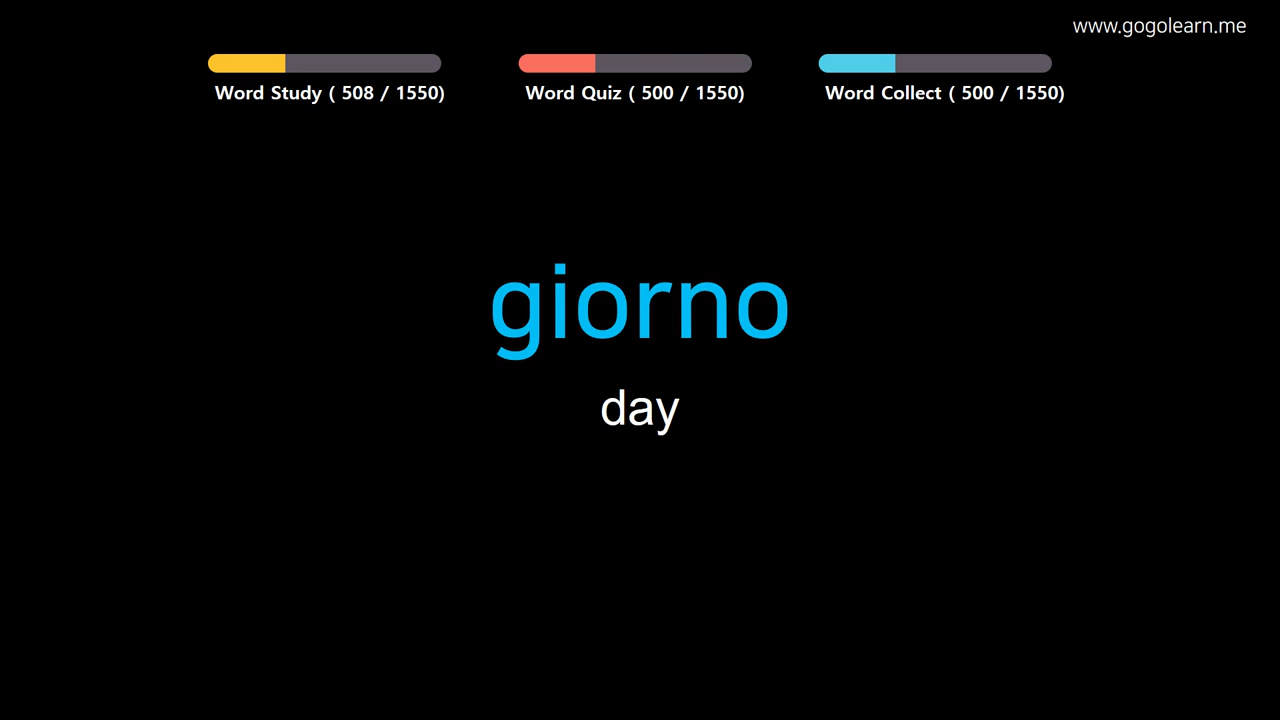 www.gogolearn.me
Word Study ( 508 / 1550)
Word Quiz ( 500 / 1550)
Word Collect ( 500 / 1550)
giorno
day